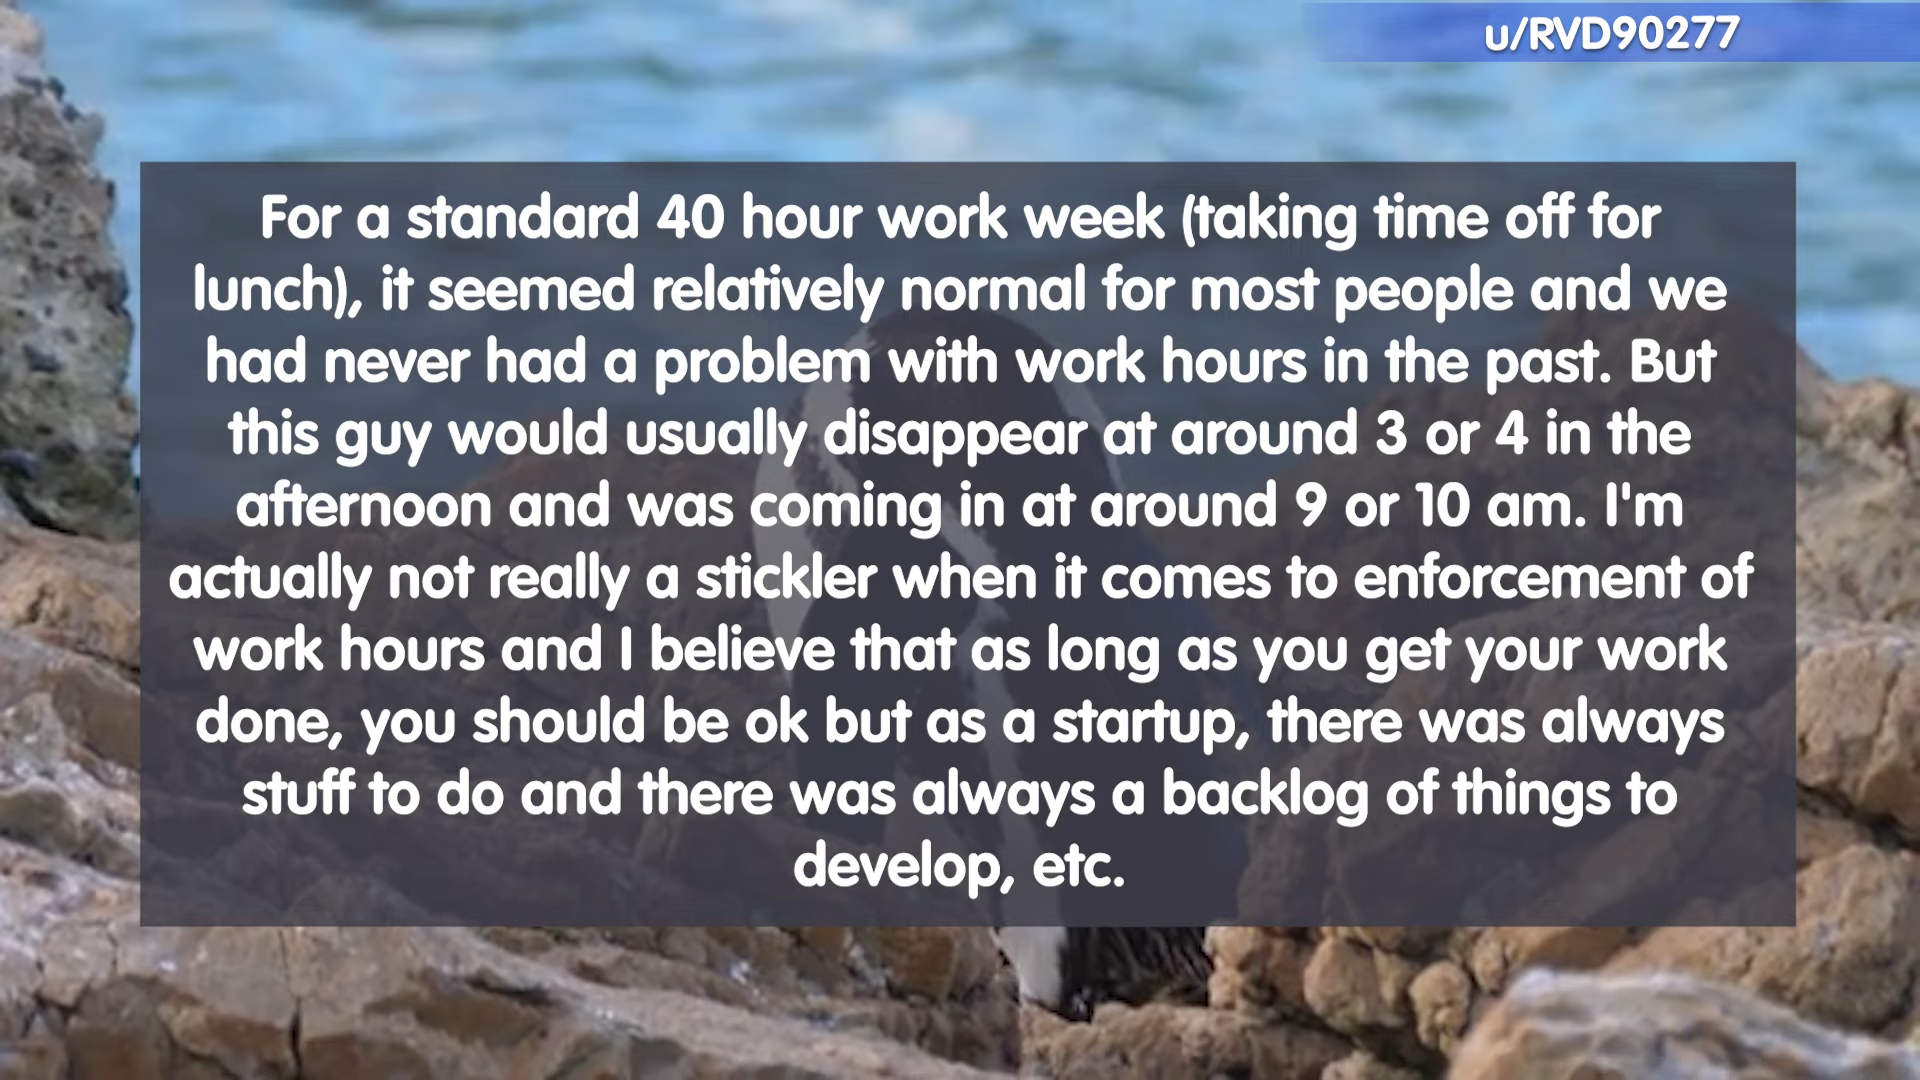 u/RVD90277
For a standard 40 hour work week (taking time off for
lunch), it seemed relatively normal for most people and we
had never had a problem with work hours in the past. But
this guy would usually disappear at around 3 or 4 in the
afternoon and was coming in at around 9 or 10 am. I'm
actually not really a stickler when it comes to enforcement of
work hours and I believe that as long as you get your work
done, you should be ok but as a startup, there was always
stuff to do and there was always a backlog of things to
develop, etc.